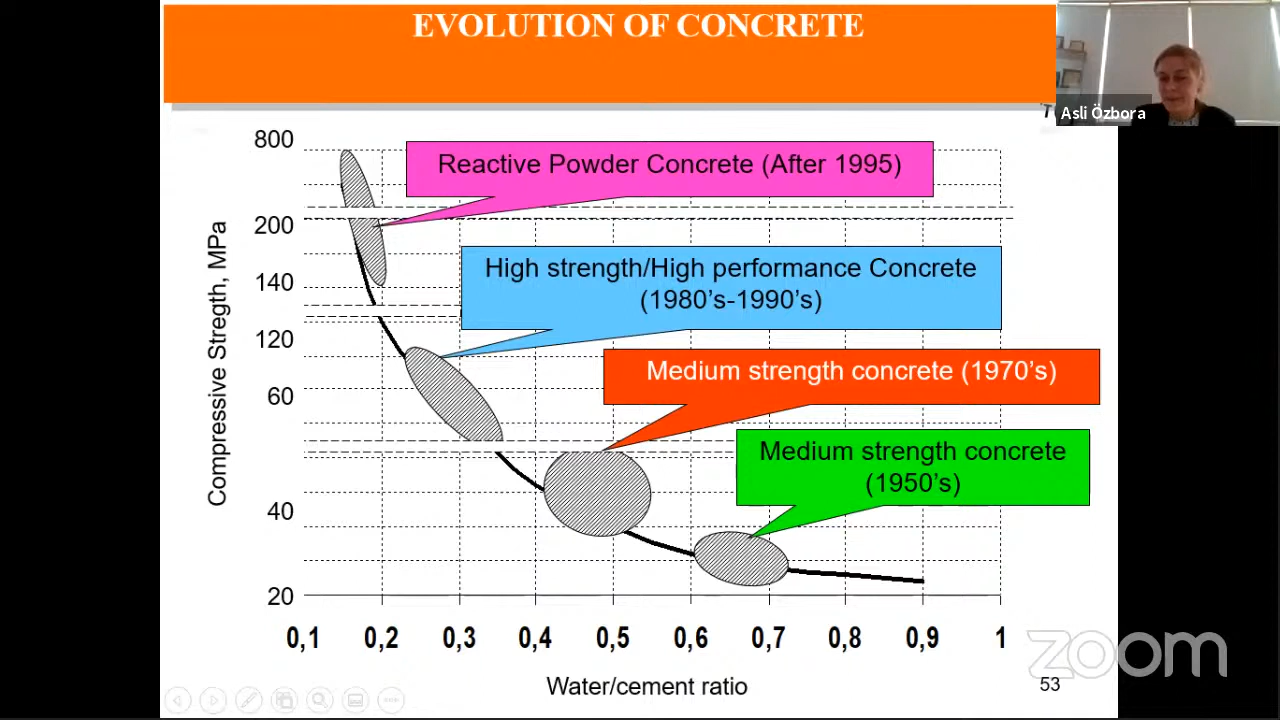 EVOLUTION OF CONCRETE
Asli Özbora
800
200
140
120
60
40
20
Compressive Stregth, MPa
Reactive Powder Concrete (After 1995)
High strength/High performance Concrete
(1980’s-1990’s)
Medium strength concrete (1970’s)
Medium strength concrete
(1950’s)
0,1 0,2 0,3 0,4 0,5 0,6 0,7 0,8 0,9 1
Water/cement ratio
zoom
53